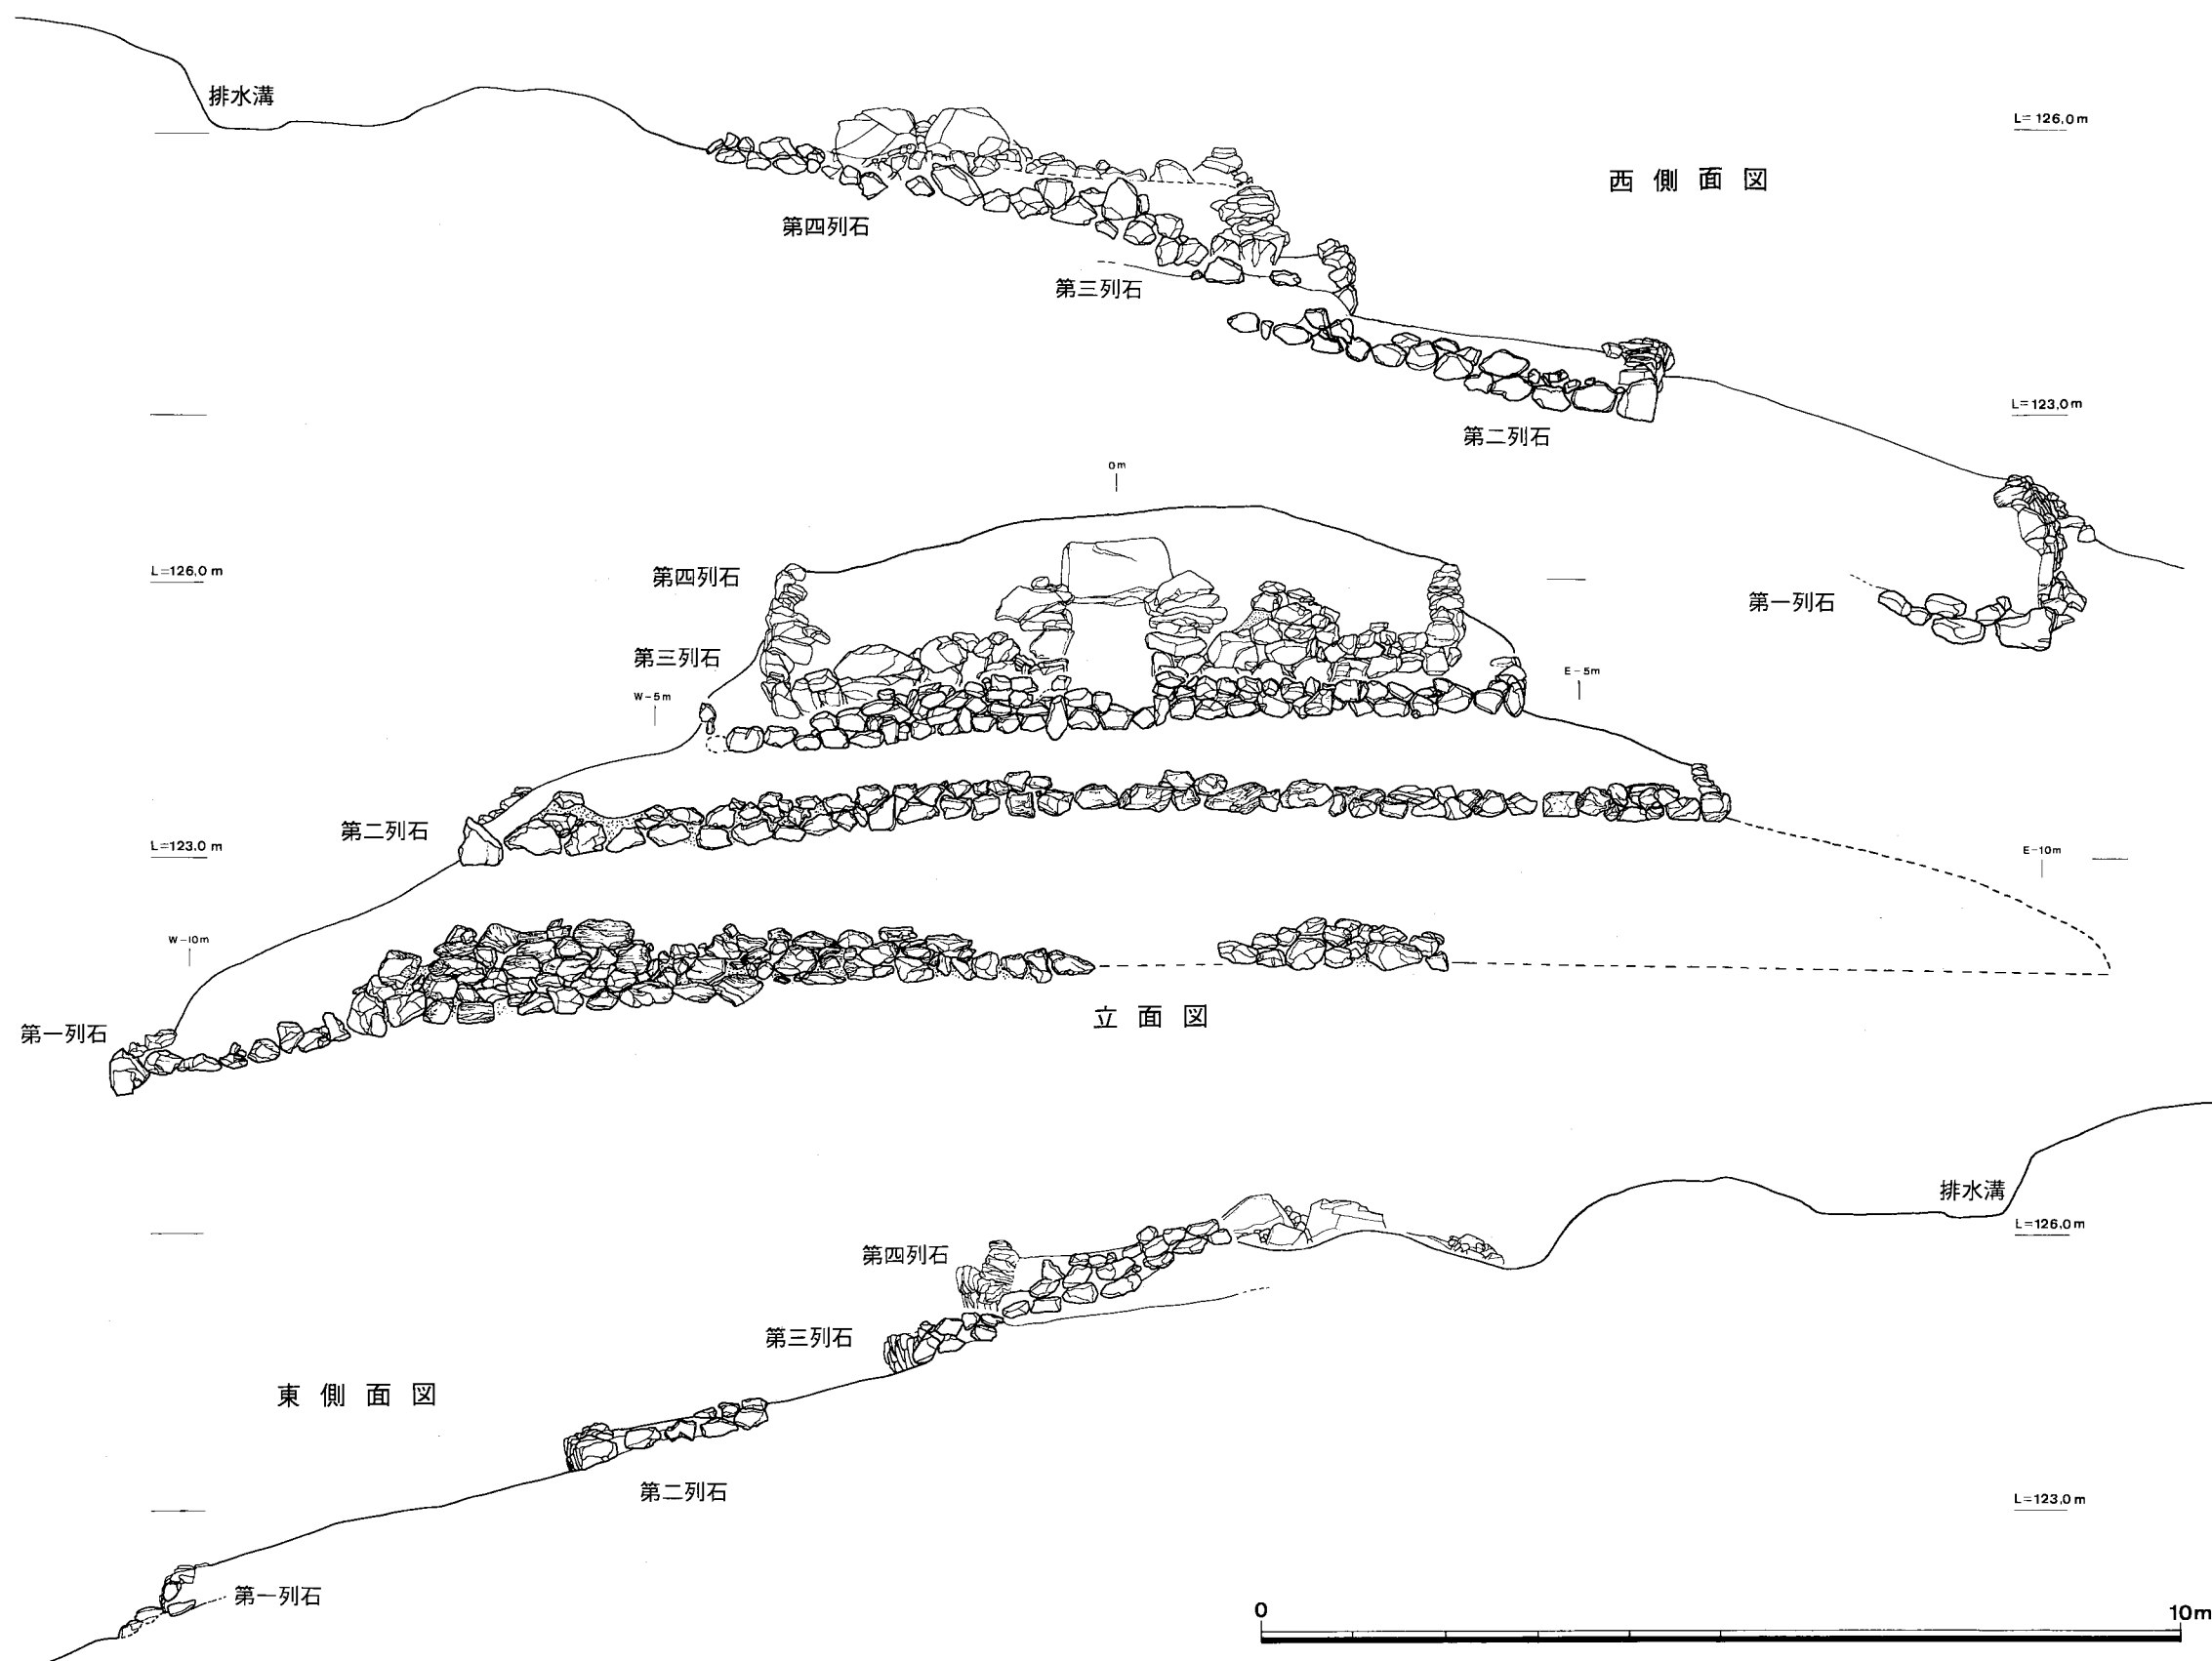 排水溝
L=126.0m
西側面図
第四列石
第三列石
L=123.0m
第二列石
0m
L=126.0m
第四列石
第一列石
第三列石
W-5m
E-5m
第二列石
L=123.0m
E-10m
W-10m
立面図
第一列石
排水溝
L=126.0m
第四列石
第三列石
東側面図
第二列石
L=123.0m
第一列石
0
10m